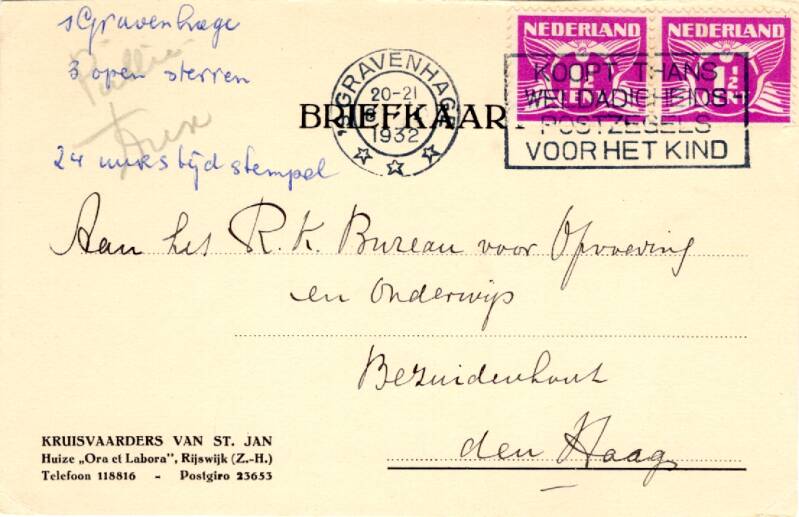 sGravenhage
3 open sterren
24 uurs tijd stempel
NEDERLAND NEDERLAND
'S GRAVENHAGE
20-21
1932
KOOPT THANS
WELDADIGHEIDS-
POSTZEGELS
VOOR HET KIND
BRIEFKAART
Aan het R. K. Bureau voor Opvoeding
en Onderwijs
Bezuidenhout
den Haag
KRUISVAARDERS VAN ST. JAN
Huize „Ora et Labora", Rijswijk (Z.-H.)
Telefoon 118816 - Postgiro 23653